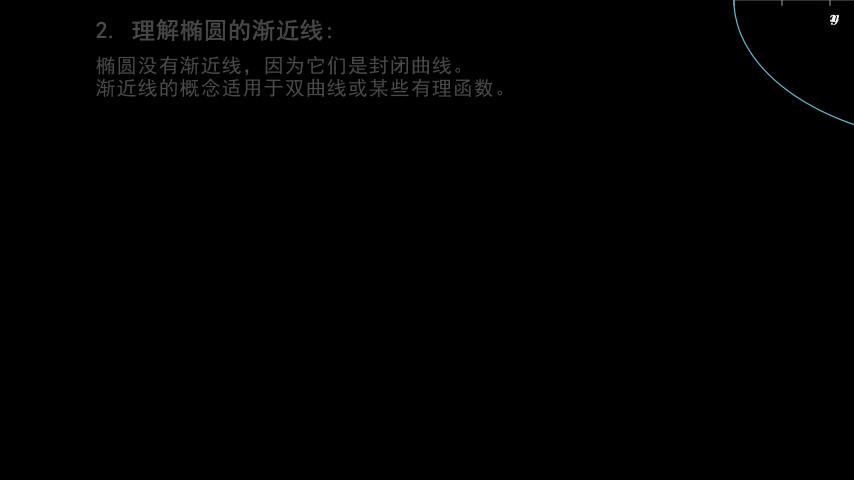 2. 理解椭圆的渐近线:
椭圆没有渐近线，因为它们是封闭曲线。
渐近线的概念适用于双曲线或某些有理函数。